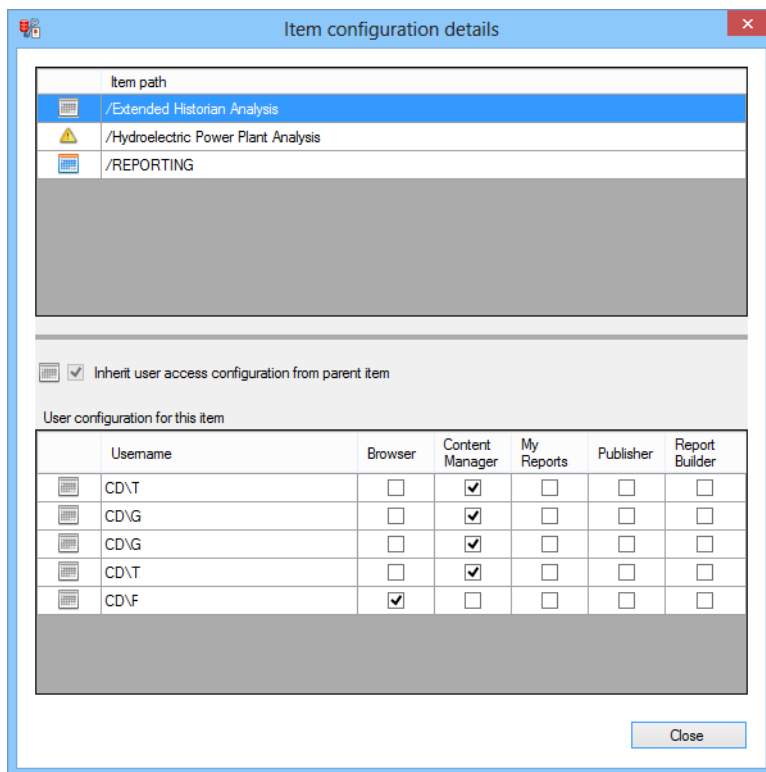 Item configuration details
Item path
/Extended Historian Analysis
/Hydroelectric Power Plant Analysis
/REPORTING
Inherit user access configuration from parent item
User configuration for this item
Username Browser Content Manager My Reports Publisher Report Builder
CD\T
CD\G
CD\G
CD\T
CD\F
Close